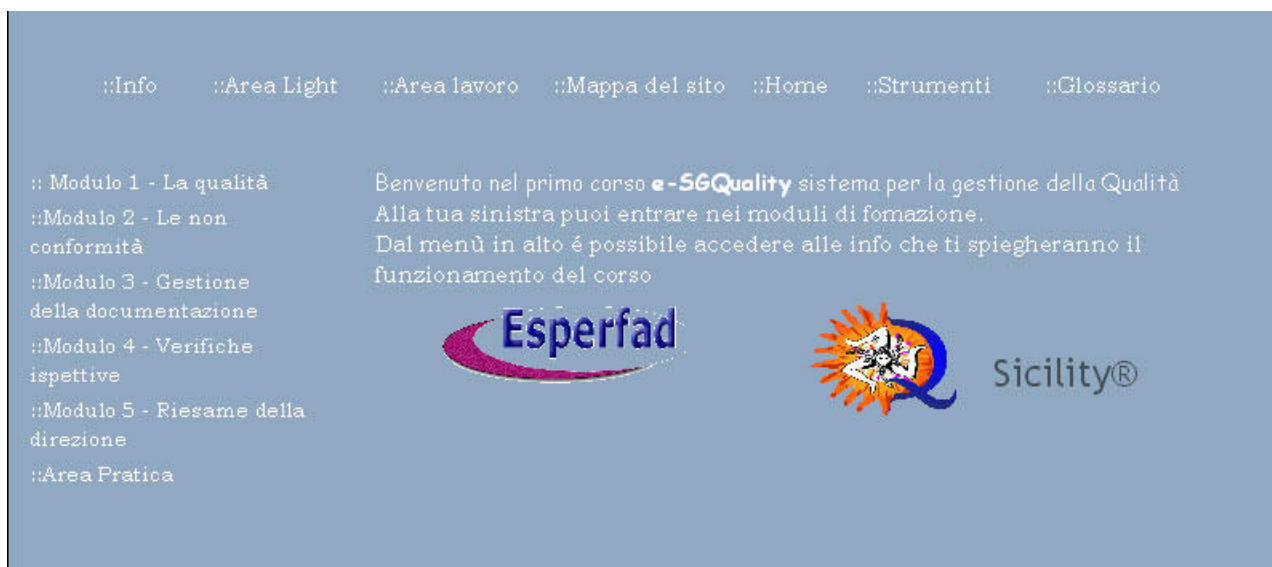 ::Info ::Area Light ::Area lavoro ::Mappa del sito ::Home ::Strumenti ::Glossario
:: Modulo 1 - La qualità
::Modulo 2 - Le non
conformità
::Modulo 3 - Gestione
della documentazione
::Modulo 4 - Verifiche
ispettive
::Modulo 5 - Riesame della
direzione
::Area Pratica
Benvenuto nel primo corso e-SGQuality sistema per la gestione della Qualità
Alla tua sinistra puoi entrare nei moduli di fomazione.
Dal menù in alto é possibile accedere alle info che ti spiegheranno il
funzionamento del corso
Esperfad
Q Sicility®